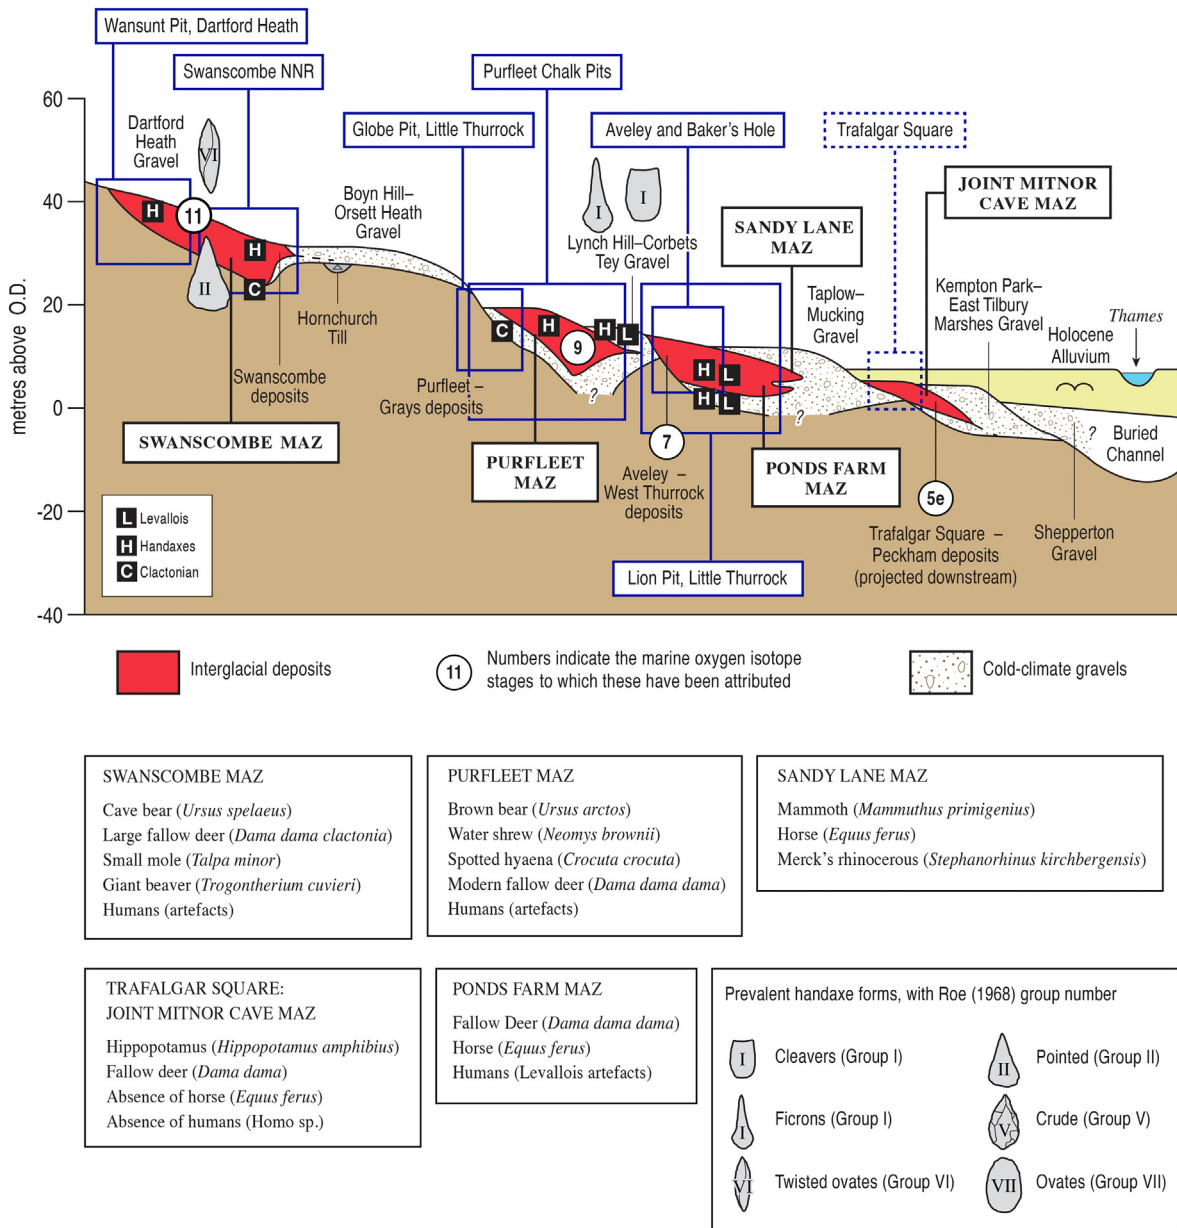 Wansunt Pit, Dartford Heath
Swanscombe NNR
Purfleet Chalk Pits
Globe Pit, Little Thurrock
Aveley and Baker's Hole
Trafalgar Square
60
40
20
0
-20
-40
metres above O.D.
Dartford
Heath
Gravel
VI
H
11
H
II
C
Boyn Hill–
Orsett Heath
Gravel
Hornchurch
Till
Swanscombe
deposits
SWANSCOMBE MAZ
I
I
Lynch Hill–Corbets
Tey Gravel
C
H
H
L
9
?
Purfleet –
Grays deposits
PURFLEET
MAZ
SANDY LANE
MAZ
JOINT MITNOR
CAVE MAZ
Taplow–
Mucking
Gravel
Kempton Park–
East Tilbury
Marshes Gravel
Holocene
Alluvium
Thames
H
L
H
L
?
7
Aveley –
West Thurrock
deposits
PONDS FARM
MAZ
5e
Trafalgar Square –
Peckham deposits
(projected downstream)
?
Buried
Channel
Shepperton
Gravel
Lion Pit, Little Thurrock
L Levallois
H Handaxes
C Clactonian
Interglacial deposits
11
Numbers indicate the marine oxygen isotope
stages to which these have been attributed
Cold-climate gravels
SWANSCOMBE MAZ
Cave bear (Ursus spelaeus)
Large fallow deer (Dama dama clactonia)
Small mole (Talpa minor)
Giant beaver (Trogontherium cuvieri)
Humans (artefacts)
PURFLEET MAZ
Brown bear (Ursus arctos)
Water shrew (Neomys brownii)
Spotted hyaena (Crocuta crocuta)
Modern fallow deer (Dama dama dama)
Humans (artefacts)
SANDY LANE MAZ
Mammoth (Mammuthus primigenius)
Horse (Equus ferus)
Merck's rhinocerous (Stephanorhinus kirchbergensis)
TRAFALGAR SQUARE:
JOINT MITNOR CAVE MAZ
Hippopotamus (Hippopotamus amphibius)
Fallow deer (Dama dama)
Absence of horse (Equus ferus)
Absence of humans (Homo sp.)
PONDS FARM MAZ
Fallow Deer (Dama dama dama)
Horse (Equus ferus)
Humans (Levallois artefacts)
Prevalent handaxe forms, with Roe (1968) group number
I Cleavers (Group I)
II Pointed (Group II)
I Ficrons (Group I)
V Crude (Group V)
VI Twisted ovates (Group VI)
VII Ovates (Group VII)